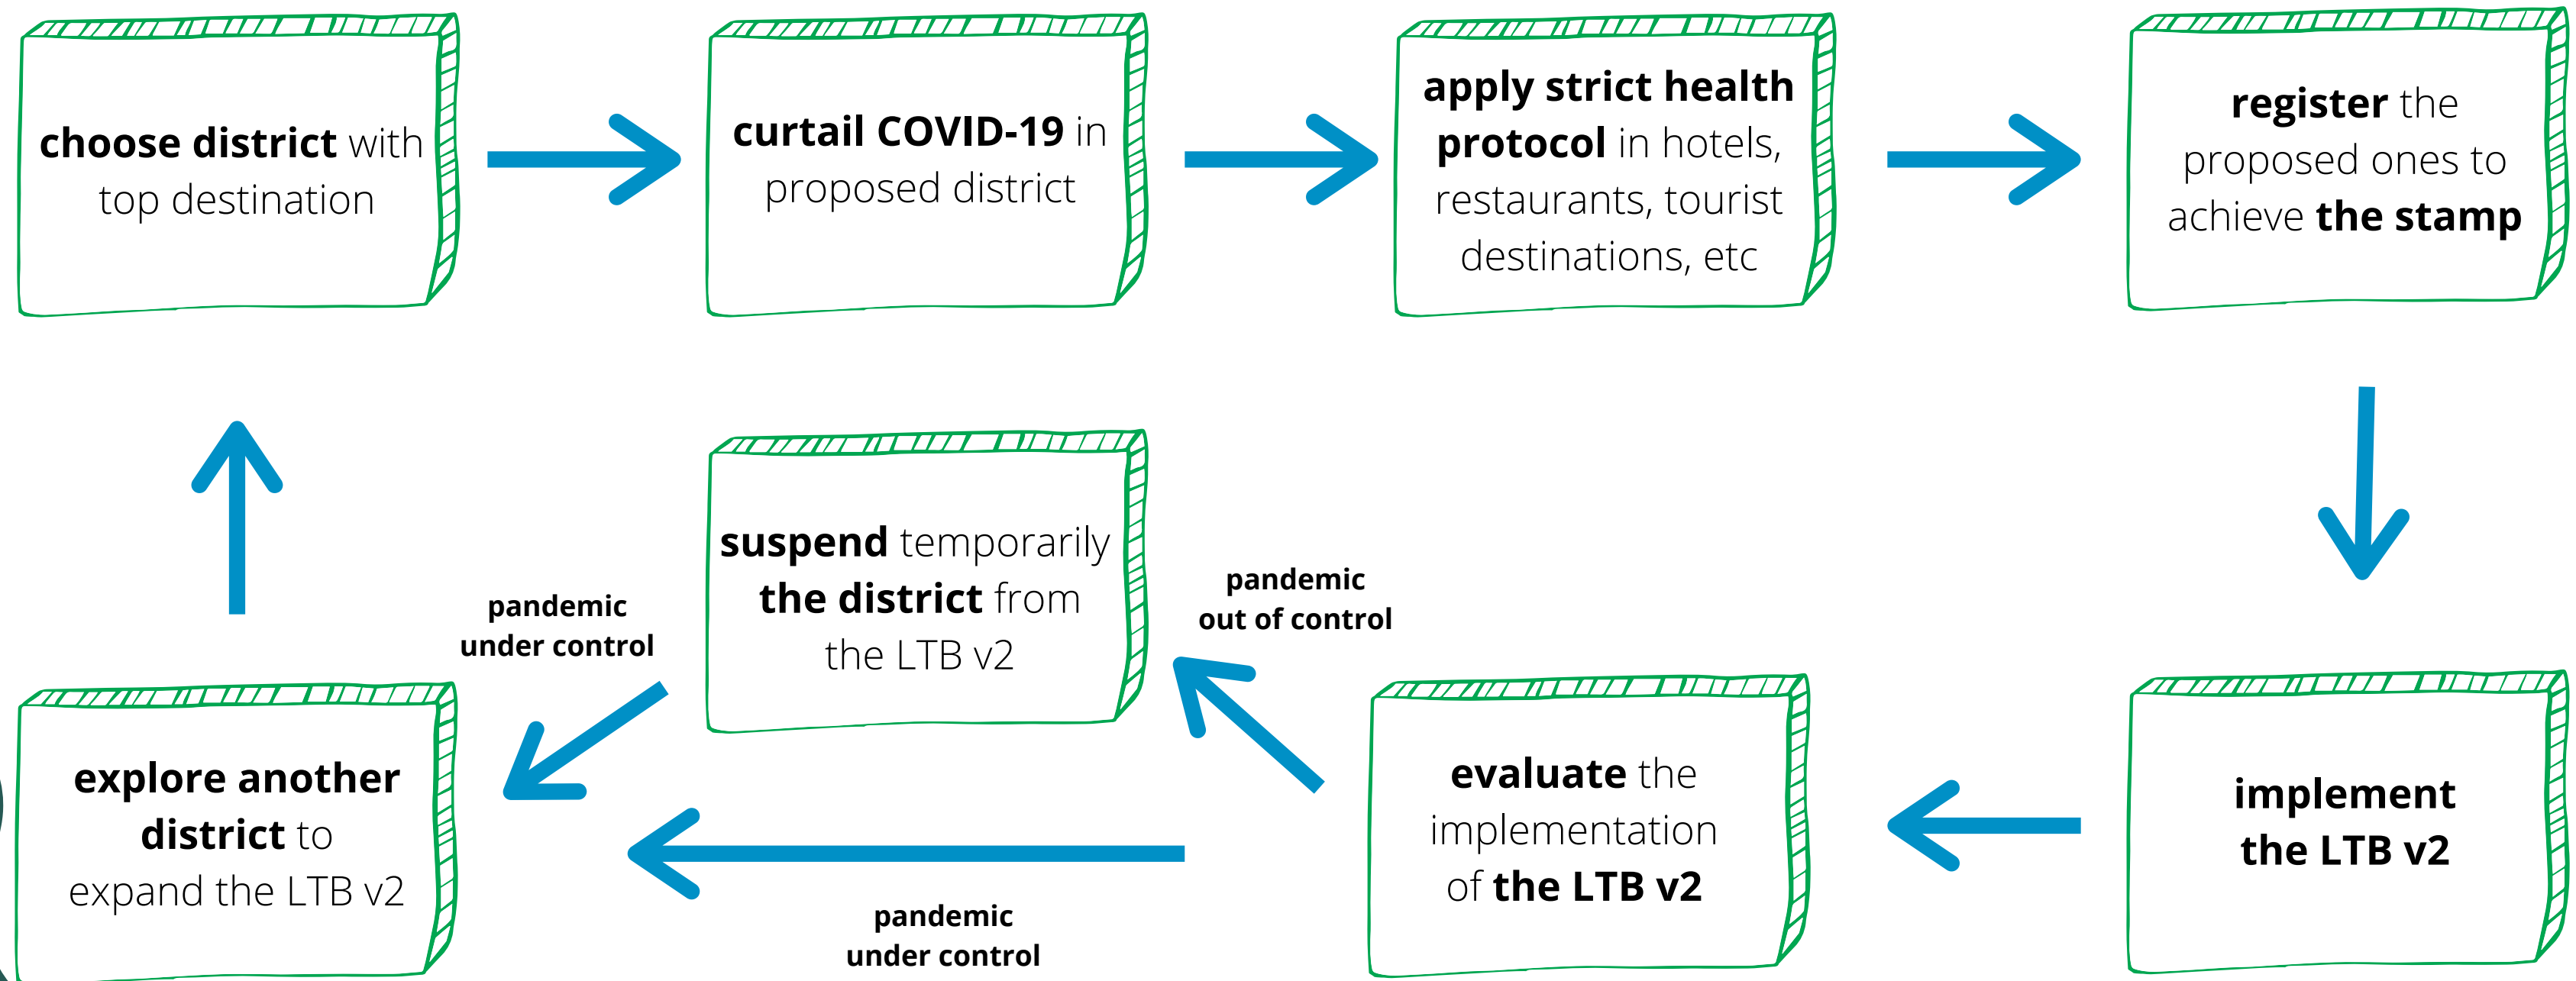 choose district with
top destination
curtail COVID-19 in
proposed district
apply strict health
protocol in hotels,
restaurants, tourist
destinations, etc
register the
proposed ones to
achieve the stamp
implement
the LTB v2
evaluate the
implementation
of the LTB v2
pandemic
out of control
suspend temporarily
the district from
the LTB v2
pandemic
under control
pandemic
under control
explore another
district to
expand the LTB v2